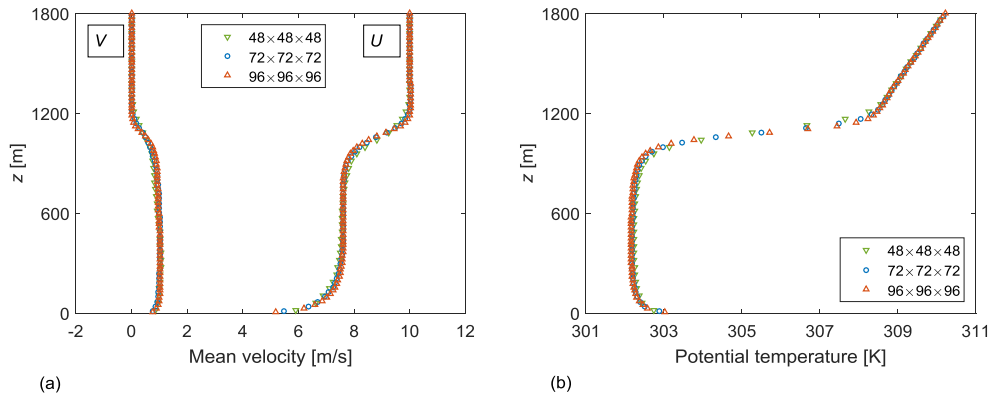 1800
1200
600
0
z [m]
V
U
48×48×48
72×72×72
96×96×96
-2 0 2 4 6 8 10 12
Mean velocity [m/s]
(a)
1800
1200
600
0
z [m]
48×48×48
72×72×72
96×96×96
301 303 305 307 309 311
Potential temperature [K]
(b)